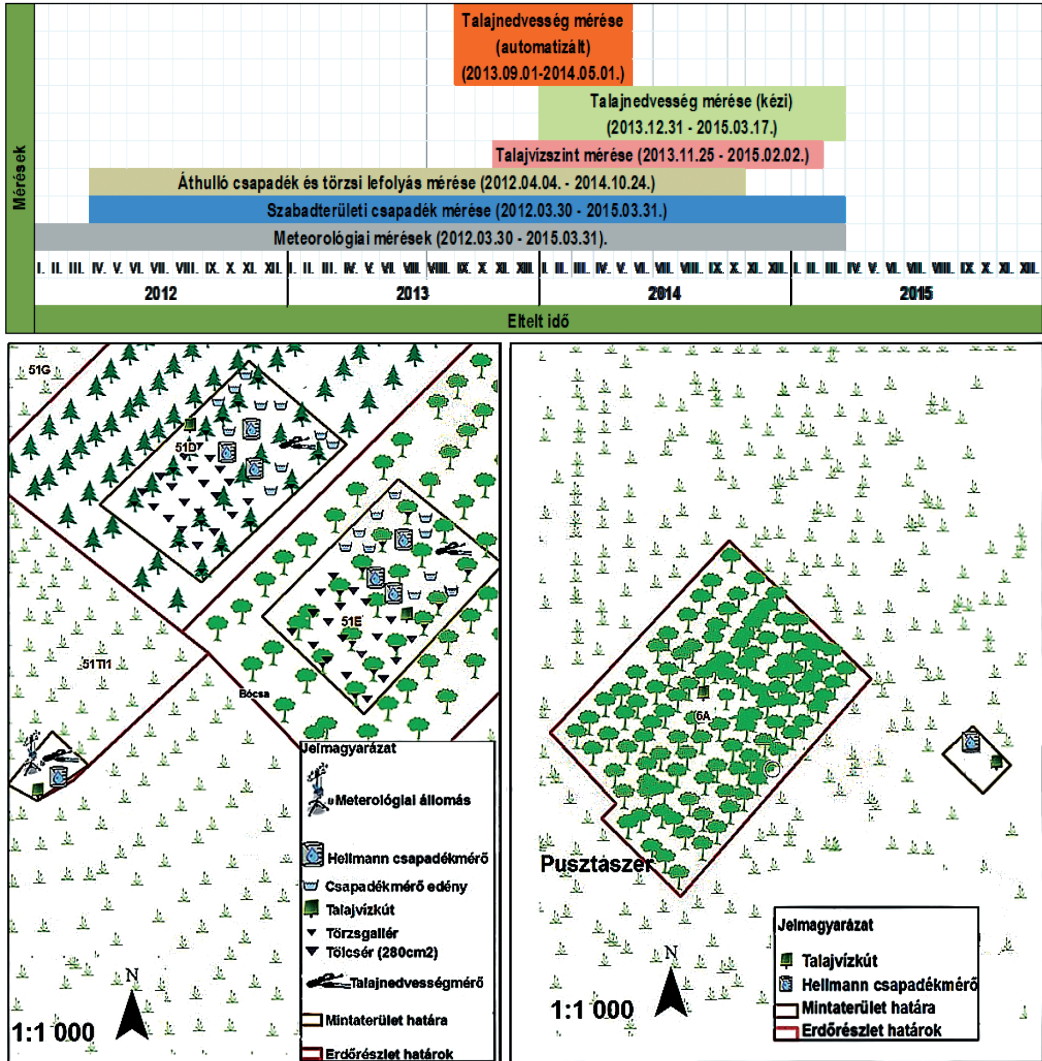 Talajnedvesség mérése
(automatizált)
(2013.09.01-2014.05.01.)
Talajnedvesség mérése (kézi)
(2013.12.31 - 2015.03.17.)
Talajvízszint mérése (2013.11.25 - 2015.02.02.)
Áthulló csapadék és törzsi lefolyás mérése (2012.04.04. - 2014.10.24.)
Szabadterületi csapadék mérése (2012.03.30 - 2015.03.31.)
Meteorológiai mérések (2012.03.30 - 2015.03.31).
Mérések
I. II. III. IV. V. VI. VII. VIII. IX. X. XI. XII. I. II. III. IV. V. VI. VII. VIII. IX. X. XI. XII. I. II. III. IV. V. VI. VII. VIII. IX. X. XI. XII. I. II. III. IV. V. VI. VII. VIII. IX. X. XI. XII.
2012 2013 2014 2015
Eltelt idő
51G
51D
51E
51TI1
Bócsa
Jelmagyarázat
Meterológiai állomás
Hellmann csapadékmérő
Csapadékmérő edény
Talajvízkút
Törzsgallér
Tölcsér (280cm2)
Talajnedvességmérő
Mintaterület határa
Erdőrészlet határok
N
1:1 000
6A
Pusztaszer
Jelmagyarázat
Talajvízkút
Hellmann csapadékmérő
Mintaterület határa
Erdőrészlet határok
N
1:1 000